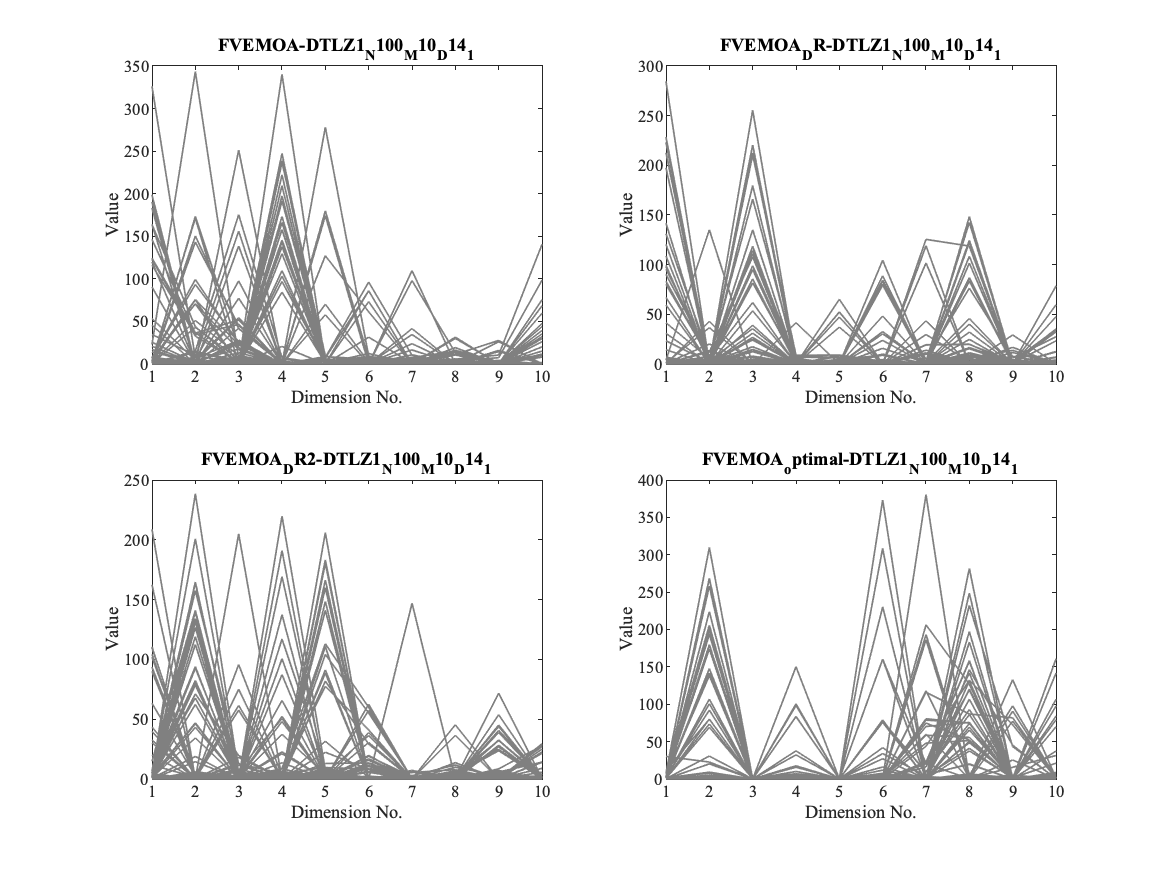 FVEMOA-DTLZ1_N100_M10_D14_1
350
300
250
200
150
100
50
0
Value
1 2 3 4 5 6 7 8 9 10
Dimension No.
FVEMOA_DR-DTLZ1_N100_M10_D14_1
300
250
200
150
100
50
0
Value
1 2 3 4 5 6 7 8 9 10
Dimension No.
FVEMOA_DR2-DTLZ1_N100_M10_D14_1
250
200
150
100
50
0
Value
1 2 3 4 5 6 7 8 9 10
Dimension No.
FVEMOA_optimal-DTLZ1_N100_M10_D14_1
400
350
300
250
200
150
100
50
0
Value
1 2 3 4 5 6 7 8 9 10
Dimension No.